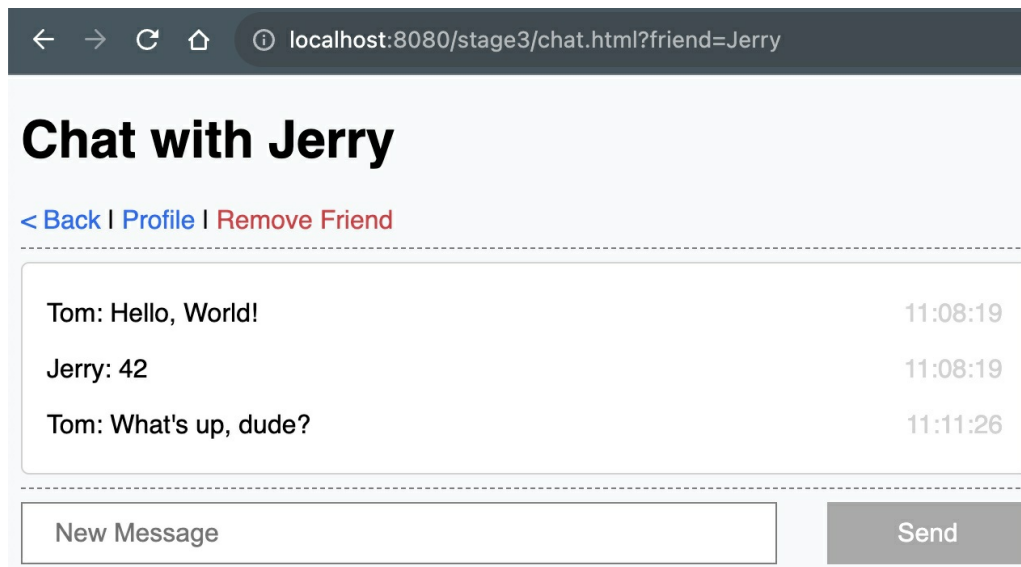 localhost:8080/stage3/chat.html?friend=Jerry
Chat with Jerry
< Back | Profile | Remove Friend
Tom: Hello, World! 11:08:19
Jerry: 42 11:08:19
Tom: What's up, dude? 11:11:26
New Message Send